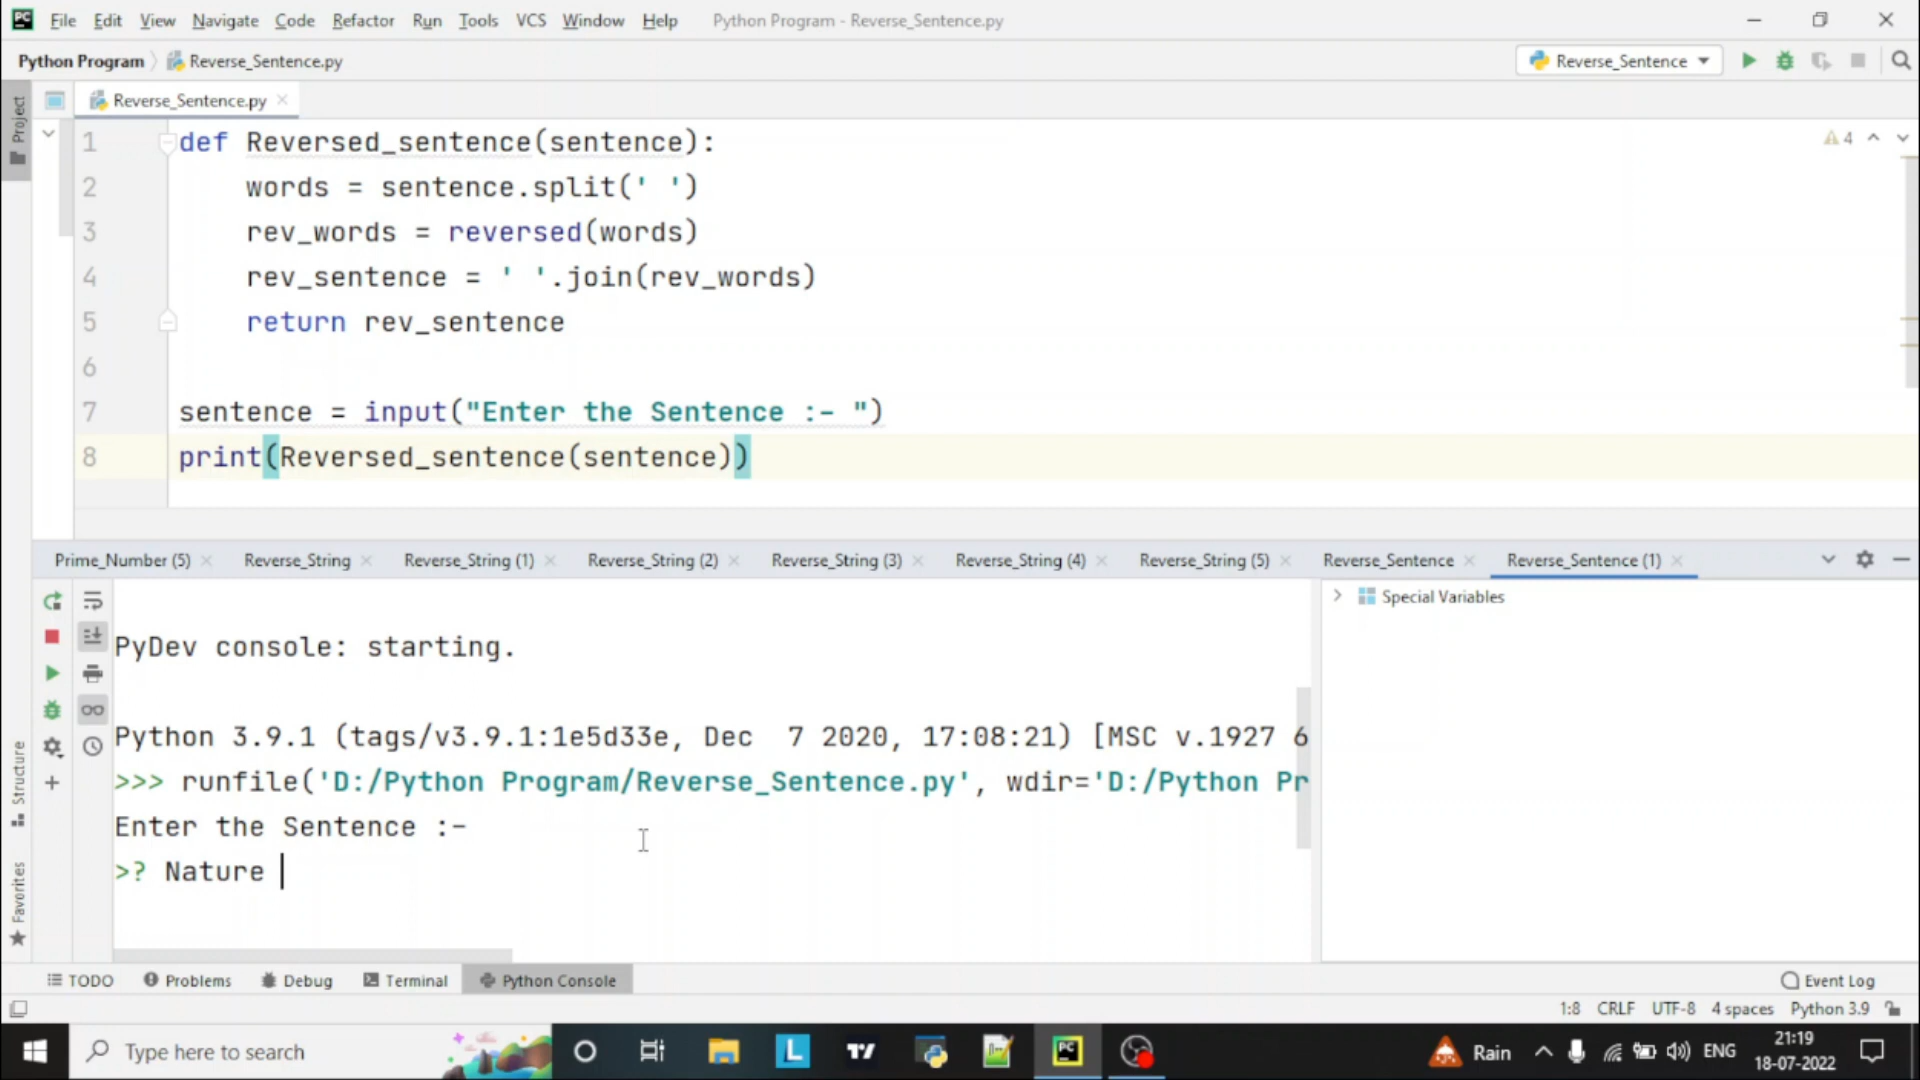 File Edit View Navigate Code Refactor Run Tools VCS Window Help Python Program - Reverse_Sentence.py
Python Program Reverse_Sentence.py Reverse_Sentence
Project
Reverse_Sentence.py
1 def Reversed_sentence(sentence):
2 words = sentence.split(' ')
3 rev_words = reversed(words)
4 rev_sentence = ' '.join(rev_words)
5 return rev_sentence
6
7 sentence = input("Enter the Sentence :- ")
8 print(Reversed_sentence(sentence))
4
Prime_Number (5) Reverse_String Reverse_String (1) Reverse_String (2) Reverse_String (3) Reverse_String (4) Reverse_String (5) Reverse_Sentence Reverse_Sentence (1)
Special Variables
PyDev console: starting.
Python 3.9.1 (tags/v3.9.1:1e5d33e, Dec 7 2020, 17:08:21) [MSC v.1927 6
>>> runfile('D:/Python Program/Reverse_Sentence.py', wdir='D:/Python Pr
Enter the Sentence :-
>? Nature
Structure
Favorites
TODO Problems Debug Terminal Python Console Event Log
1:8 CRLF UTF-8 4 spaces Python 3.9
Type here to search
PC
Rain ENG 21:19
18-07-2022